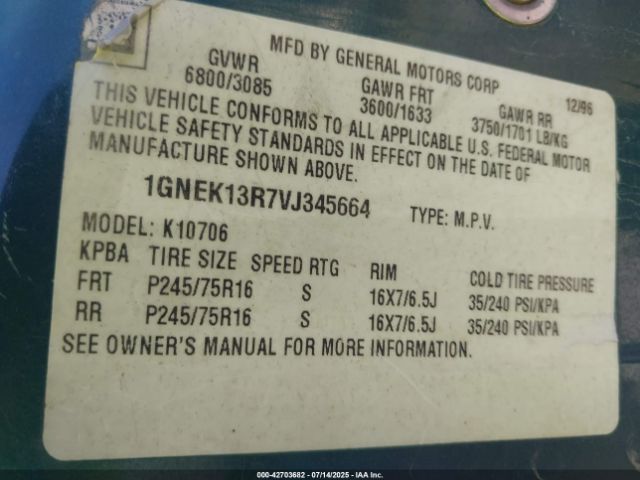 MFD BY GENERAL MOTORS CORP
12/96
GVWR
6800/3085
GAWR FRT
3600/1633
GAWR RR
3750/1701 LB/KG
THIS VEHICLE CONFORMS TO ALL APPLICABLE U.S. FEDERAL MOTOR
VEHICLE SAFETY STANDARDS IN EFFECT ON THE DATE OF
MANUFACTURE SHOWN ABOVE.
1GNEK13R7VJ345664 TYPE: M.P.V.
MODEL: K10706
KPBA TIRE SIZE SPEED RTG RIM COLD TIRE PRESSURE
FRT P245/75R16 S 16X7/6.5J 35/240 PSI/KPA
RR P245/75R16 S 16X7/6.5J 35/240 PSI/KPA
SEE OWNER'S MANUAL FOR MORE INFORMATION.
000-42703682 - 07/14/2025 - IAA Inc.